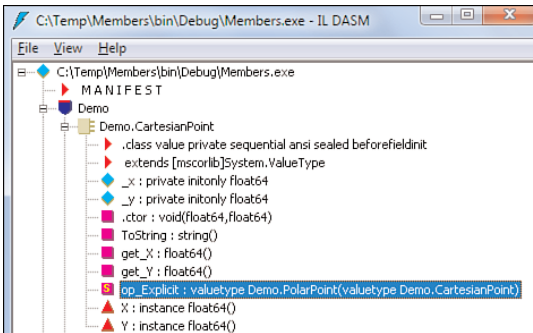 C:\Temp\Members\bin\Debug\Members.exe - IL DASM
File View Help
C:\Temp\Members\bin\Debug\Members.exe
MANIFEST
Demo
Demo.CartesianPoint
.class value private sequential ansi sealed beforefieldinit
extends [mscorlib]System.ValueType
_x : private initonly float64
_y : private initonly float64
.ctor : void(float64,float64)
ToString : string()
get_X : float64()
get_Y : float64()
S op_Explicit : valuetype Demo.PolarPoint(valuetype Demo.CartesianPoint)
X : instance float64()
Y : instance float64()